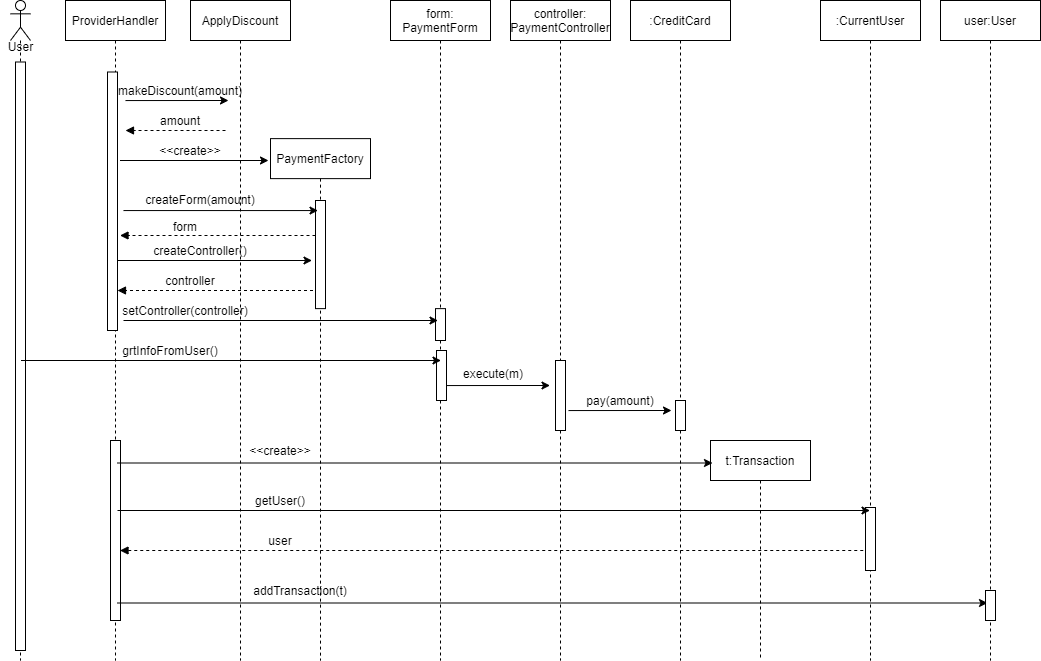 User
ProviderHandler
ApplyDiscount
form:
PaymentForm
controller:
PaymentController
:CreditCard
:CurrentUser
user:User
makeDiscount(amount)
amount
<<create>>
PaymentFactory
createForm(amount)
form
createController()
controller
setController(controller)
grtInfoFromUser()
execute(m)
pay(amount)
<<create>>
t:Transaction
getUser()
user
addTransaction(t)